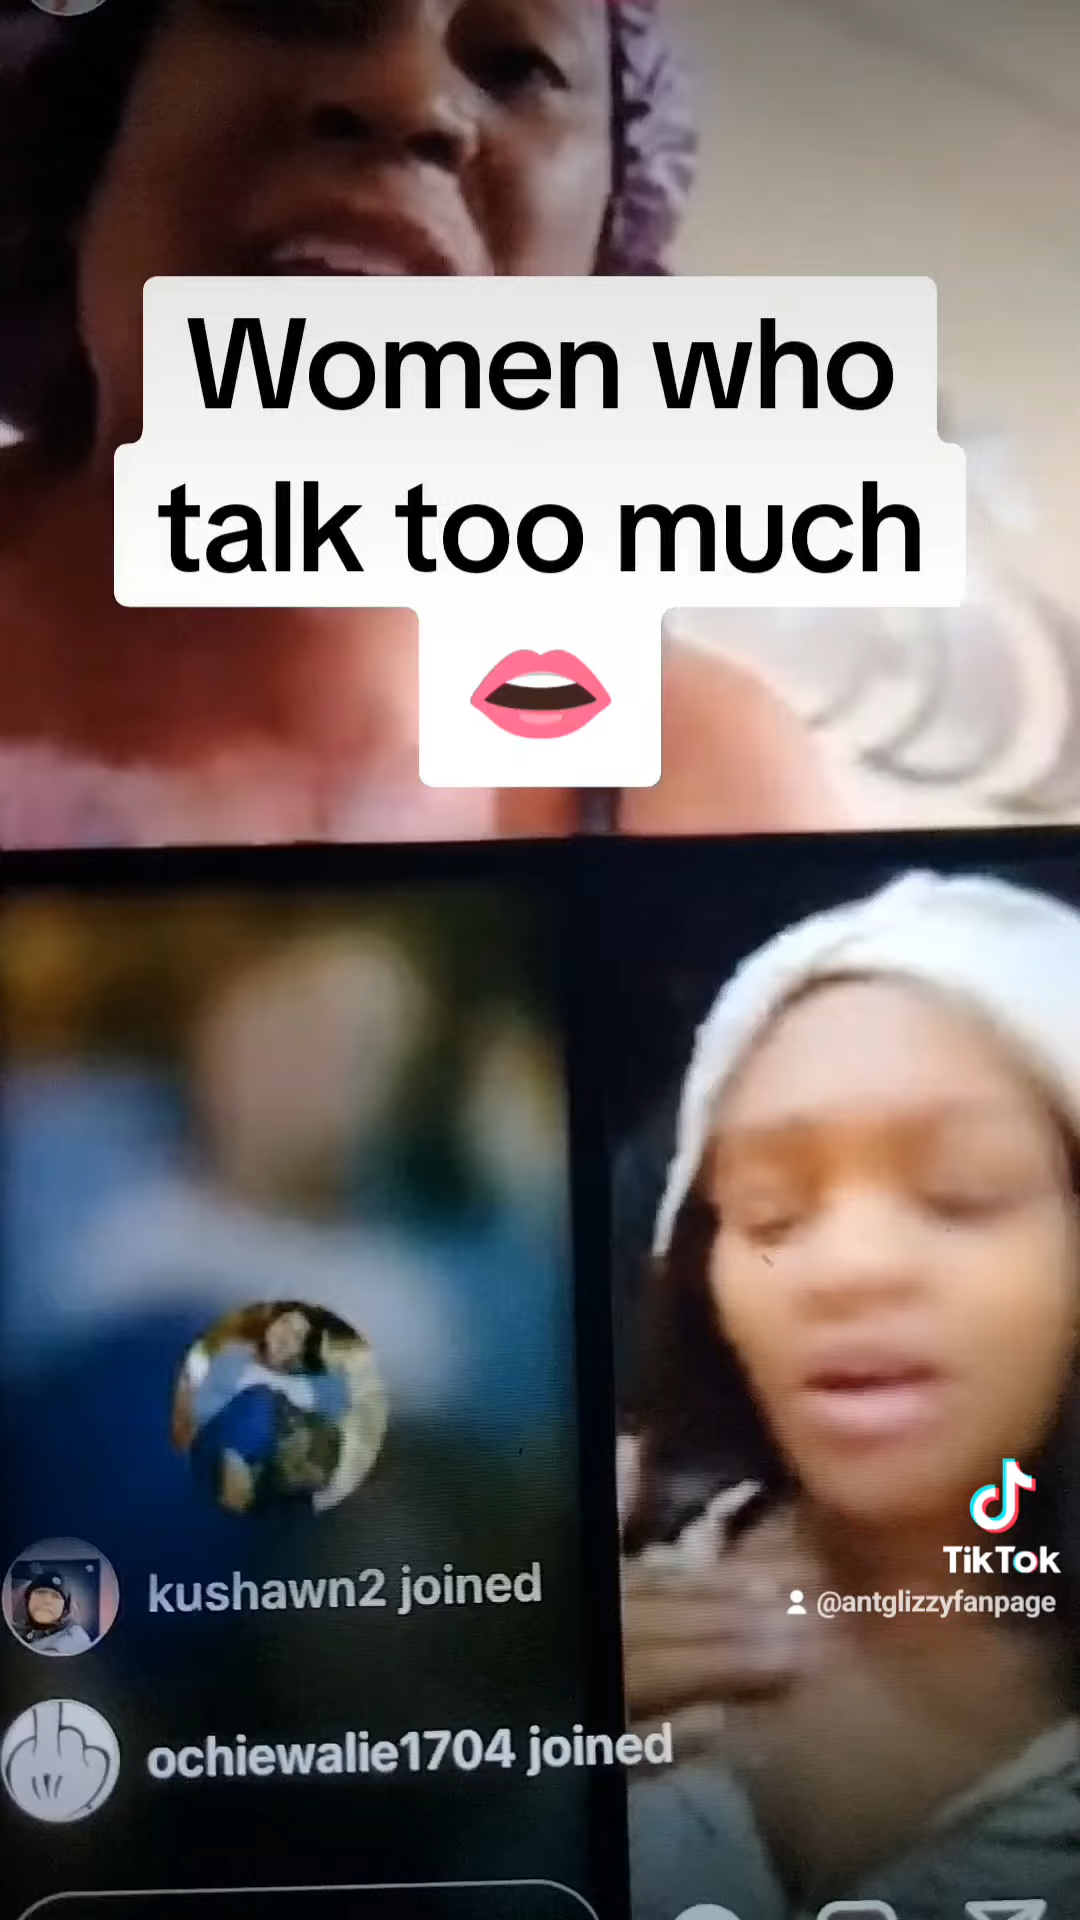 Women who
talk too much
kushawn2 joined
ochiewalie1704 joined
TikTok
@antglizzyfanpage